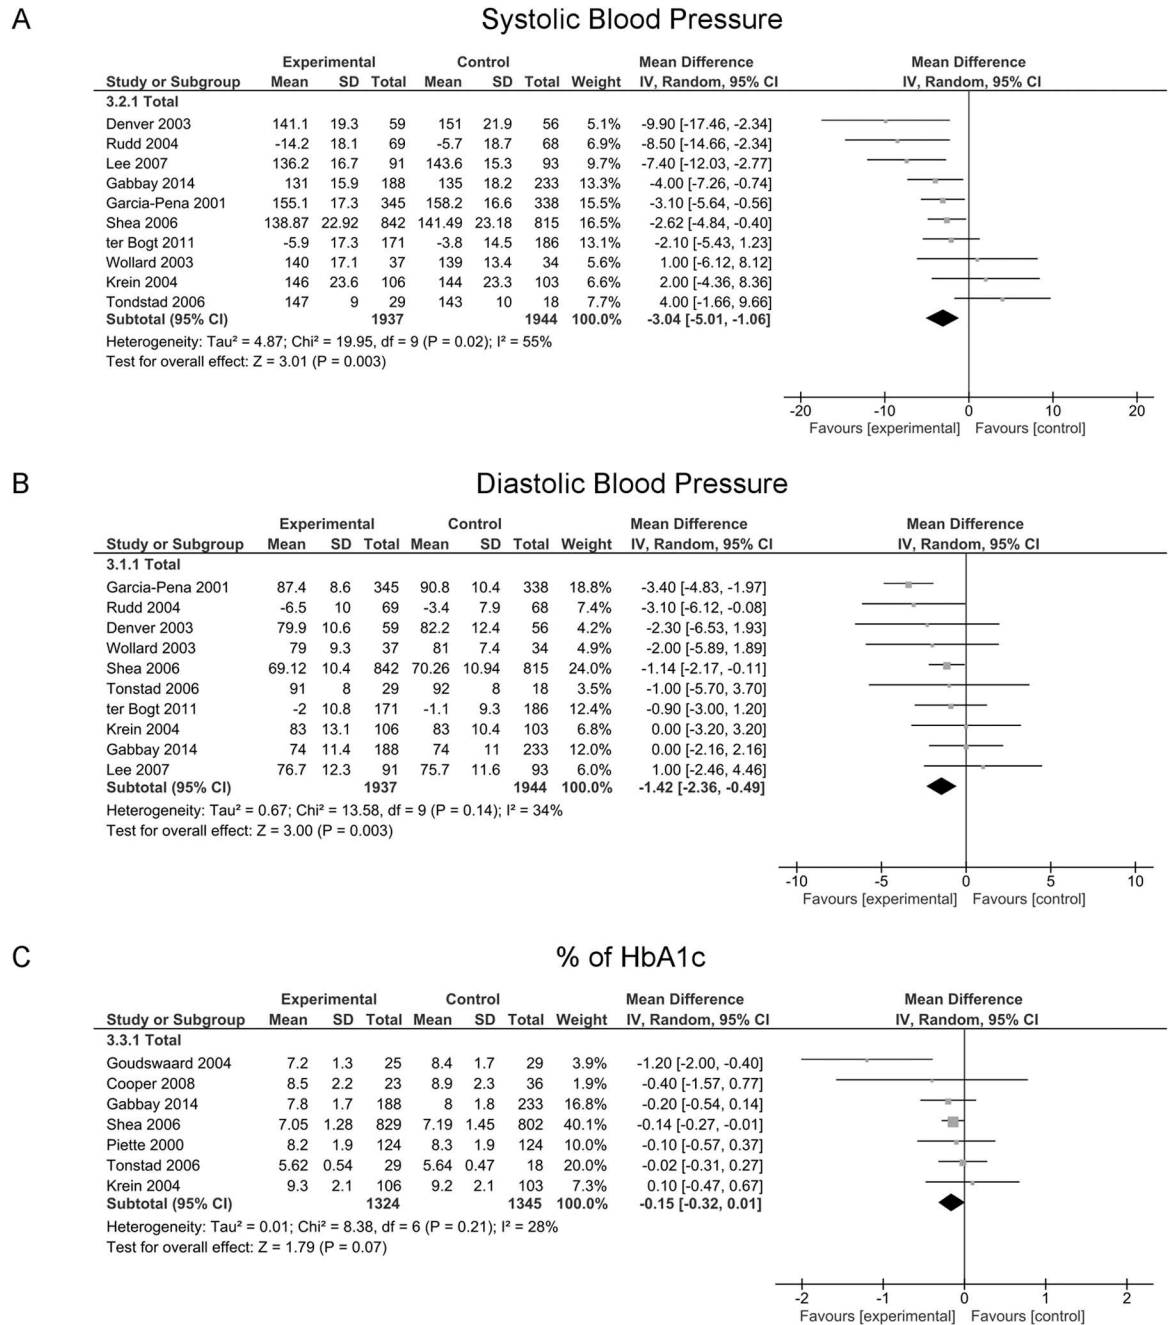 A
Systolic Blood Pressure
Experimental Control Mean Difference Mean Difference
Study or Subgroup Mean SD Total Mean SD Total Weight IV, Random, 95% CI IV, Random, 95% CI
3.2.1 Total
Denver 2003 141.1 19.3 59 151 21.9 56 5.1% -9.90 [-17.46, -2.34]
Rudd 2004 -14.2 18.1 69 -5.7 18.7 68 6.9% -8.50 [-14.66, -2.34]
Lee 2007 136.2 16.7 91 143.6 15.3 93 9.7% -7.40 [-12.03, -2.77]
Gabbay 2014 131 15.9 188 135 18.2 233 13.3% -4.00 [-7.26, -0.74]
Garcia-Pena 2001 155.1 17.3 345 158.2 16.6 338 15.6% -3.10 [-5.64, -0.56]
Shea 2006 138.87 22.92 842 141.49 23.18 815 16.5% -2.62 [-4.84, -0.40]
ter Bogt 2011 -5.9 17.3 171 -3.8 14.5 186 13.1% -2.10 [-5.43, 1.23]
Wollard 2003 140 17.1 37 139 13.4 34 5.6% 1.00 [-6.12, 8.12]
Krein 2004 146 23.6 106 144 23.3 103 6.6% 2.00 [-4.36, 8.36]
Tondstad 2006 147 9 29 143 10 18 7.7% 4.00 [-1.66, 9.66]
Subtotal (95% CI) 1937 1944 100.0% -3.04 [-5.01, -1.06]
Heterogeneity: Tau² = 4.87; Chi² = 19.95, df = 9 (P = 0.02); I² = 55%
Test for overall effect: Z = 3.01 (P = 0.003)
-20 -10 0 10 20
Favours [experimental] Favours [control]
B
Diastolic Blood Pressure
Experimental Control Mean Difference Mean Difference
Study or Subgroup Mean SD Total Mean SD Total Weight IV, Random, 95% CI IV, Random, 95% CI
3.1.1 Total
Garcia-Pena 2001 87.4 8.6 345 90.8 10.4 338 18.8% -3.40 [-4.83, -1.97]
Rudd 2004 -6.5 10 69 -3.4 7.9 68 7.4% -3.10 [-6.12, -0.08]
Denver 2003 79.9 10.6 59 82.2 12.4 56 4.2% -2.30 [-6.53, 1.93]
Wollard 2003 79 9.3 37 81 7.4 34 4.9% -2.00 [-5.89, 1.89]
Shea 2006 69.12 10.4 842 70.26 10.94 815 24.0% -1.14 [-2.17, -0.11]
Tonstad 2006 91 8 29 92 8 18 3.5% -1.00 [-5.70, 3.70]
ter Bogt 2011 -2 10.8 171 -1.1 9.3 186 12.4% -0.90 [-3.00, 1.20]
Krein 2004 83 13.1 106 83 10.4 103 6.8% 0.00 [-3.20, 3.20]
Gabbay 2014 74 11.4 188 74 11 233 12.0% 0.00 [-2.16, 2.16]
Lee 2007 76.7 12.3 91 75.7 11.6 93 6.0% 1.00 [-2.46, 4.46]
Subtotal (95% CI) 1937 1944 100.0% -1.42 [-2.36, -0.49]
Heterogeneity: Tau² = 0.67; Chi² = 13.58, df = 9 (P = 0.14); I² = 34%
Test for overall effect: Z = 3.00 (P = 0.003)
-10 -5 0 5 10
Favours [experimental] Favours [control]
C
% of HbA1c
Experimental Control Mean Difference Mean Difference
Study or Subgroup Mean SD Total Mean SD Total Weight IV, Random, 95% CI IV, Random, 95% CI
3.3.1 Total
Goudswaard 2004 7.2 1.3 25 8.4 1.7 29 3.9% -1.20 [-2.00, -0.40]
Cooper 2008 8.5 2.2 23 8.9 2.3 36 1.9% -0.40 [-1.57, 0.77]
Gabbay 2014 7.8 1.7 188 8 1.8 233 16.8% -0.20 [-0.54, 0.14]
Shea 2006 7.05 1.28 829 7.19 1.45 802 40.1% -0.14 [-0.27, -0.01]
Piette 2000 8.2 1.9 124 8.3 1.9 124 10.0% -0.10 [-0.57, 0.37]
Tonstad 2006 5.62 0.54 29 5.64 0.47 18 20.0% -0.02 [-0.31, 0.27]
Krein 2004 9.3 2.1 106 9.2 2.1 103 7.3% 0.10 [-0.47, 0.67]
Subtotal (95% CI) 1324 1345 100.0% -0.15 [-0.32, 0.01]
Heterogeneity: Tau² = 0.01; Chi² = 8.38, df = 6 (P = 0.21); I² = 28%
Test for overall effect: Z = 1.79 (P = 0.07)
-2 -1 0 1 2
Favours [experimental] Favours [control]